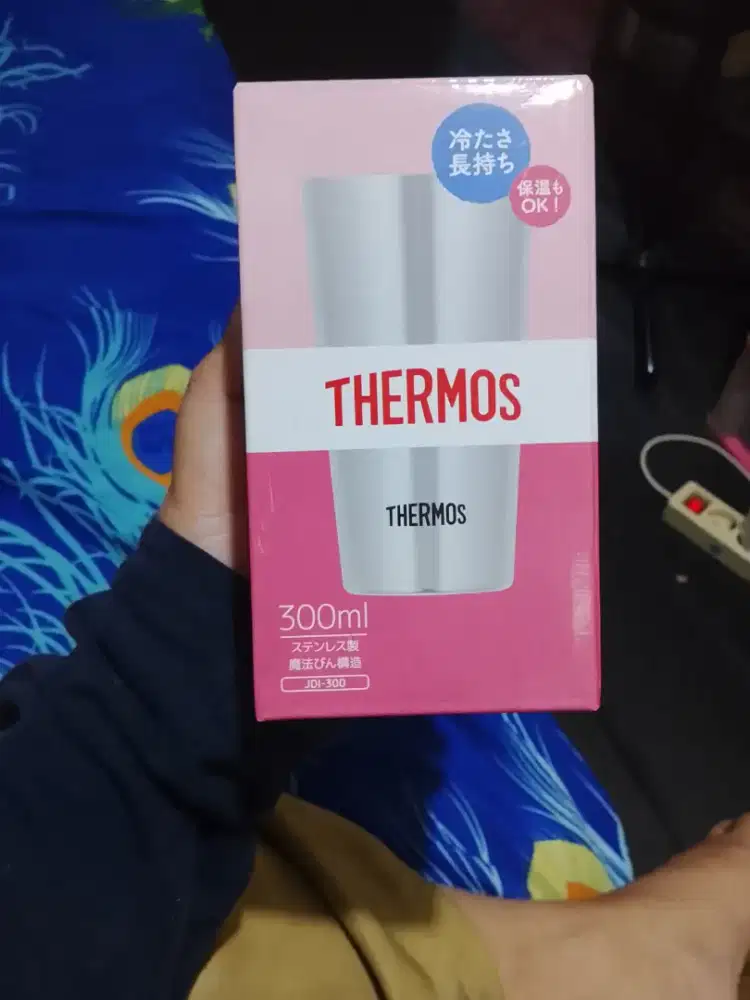 冷たさ
長持ち
保温も
OK!
THERMOS
THERMOS
300ml
ステンレス製
魔法びん構造
JDI-300